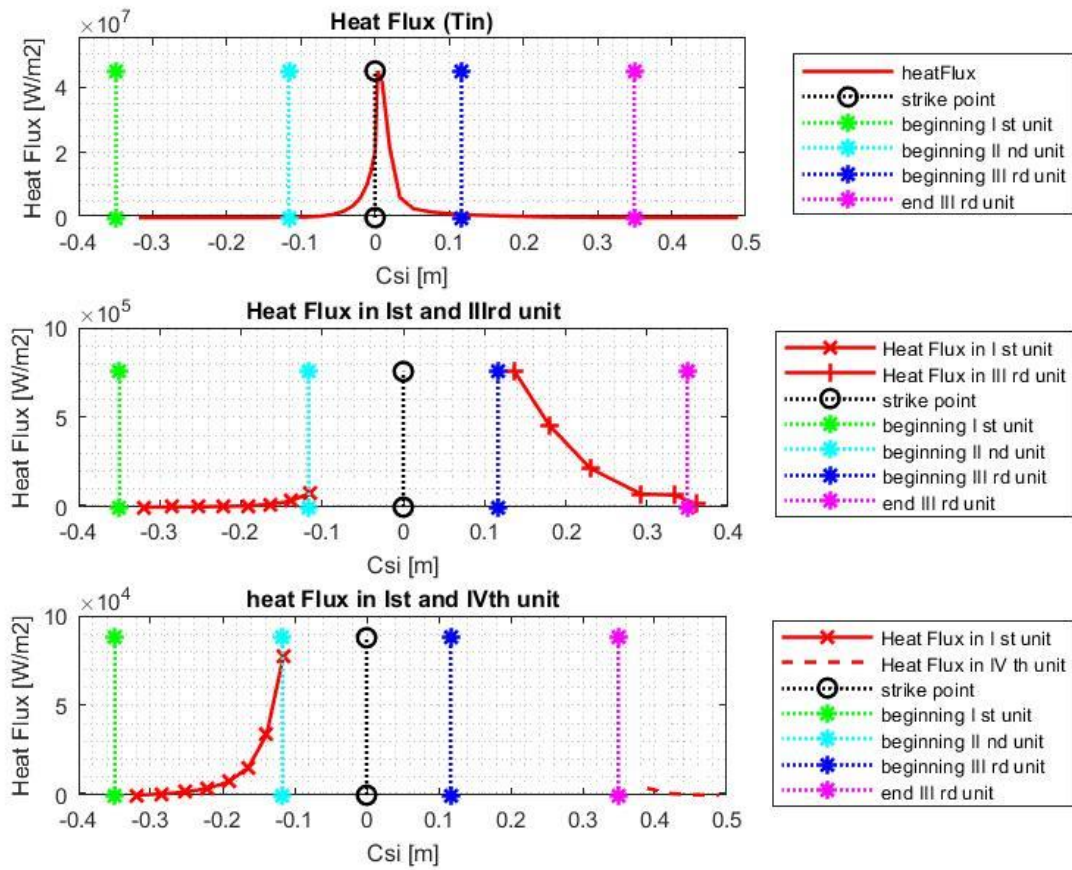 Heat Flux (Tin)
×10⁷
Heat Flux [W/m2]
4
2
0
-0.4 -0.3 -0.2 -0.1 0 0.1 0.2 0.3 0.4 0.5
Csi [m]
heatFlux
strike point
beginning I st unit
beginning II nd unit
beginning III rd unit
end III rd unit
Heat Flux in Ist and IIIrd unit
×10⁵
Heat Flux [W/m2]
10
5
0
-0.4 -0.3 -0.2 -0.1 0 0.1 0.2 0.3 0.4
Csi [m]
Heat Flux in I st unit
Heat Flux in III rd unit
strike point
beginning I st unit
beginning II nd unit
beginning III rd unit
end III rd unit
heat Flux in Ist and IVth unit
×10⁴
Heat Flux [W/m2]
10
5
0
-0.4 -0.3 -0.2 -0.1 0 0.1 0.2 0.3 0.4 0.5
Csi [m]
Heat Flux in I st unit
Heat Flux in IV th unit
strike point
beginning I st unit
beginning II nd unit
beginning III rd unit
end III rd unit